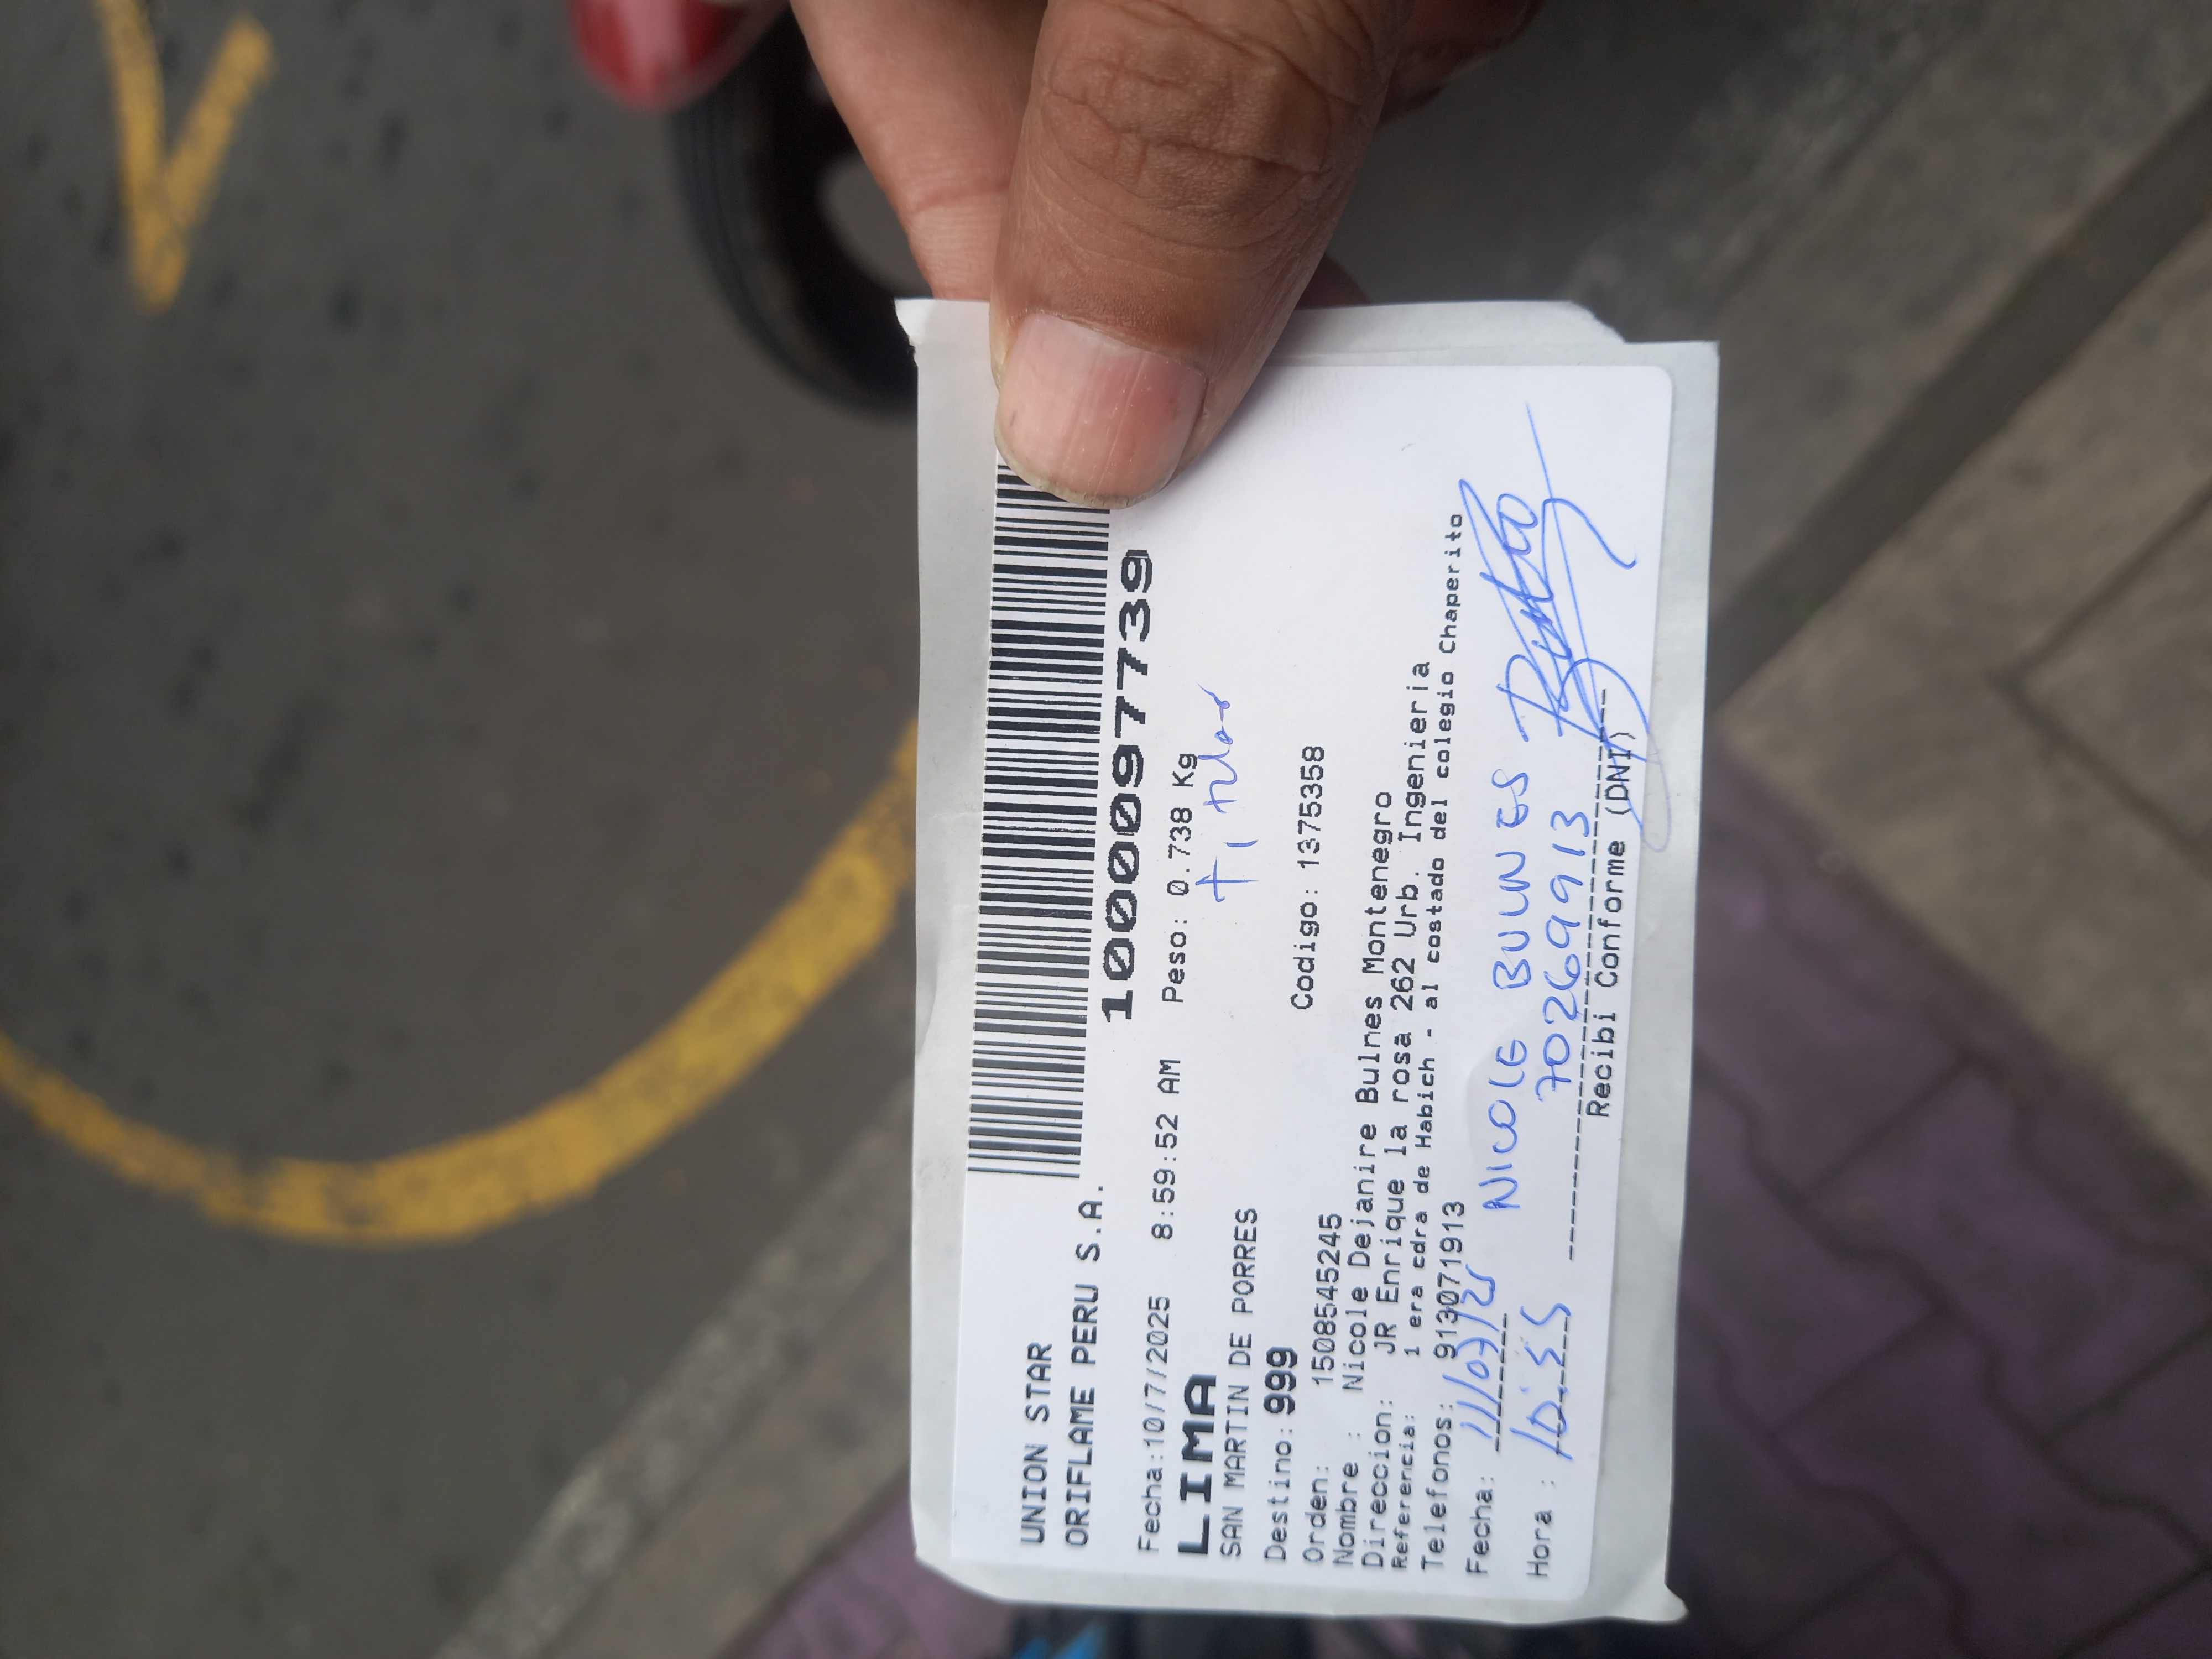 UNION STAR
ORIFLAME PERU S.A.
10000977739
Fecha:10/7/2025 8:59:52 AM Peso: 0.738 Kg
LIMA
Titular
SAN MARTIN DE PORRES
Destino: 999
Orden: 1508545245 Codigo: 1375358
Nombre : Nicole Dejanire Bulnes Montenegro
Direccion: JR Enrique la rosa 262 Urb. Ingenieria
Referencia: 1 era cdra de Habich - al costado del colegio Chaperito
Telefonos: 913071913
Fecha: 11/07/25 NICOLE BULNES
Hora : 10:55 70269913
Recibi Conforme (DNI)